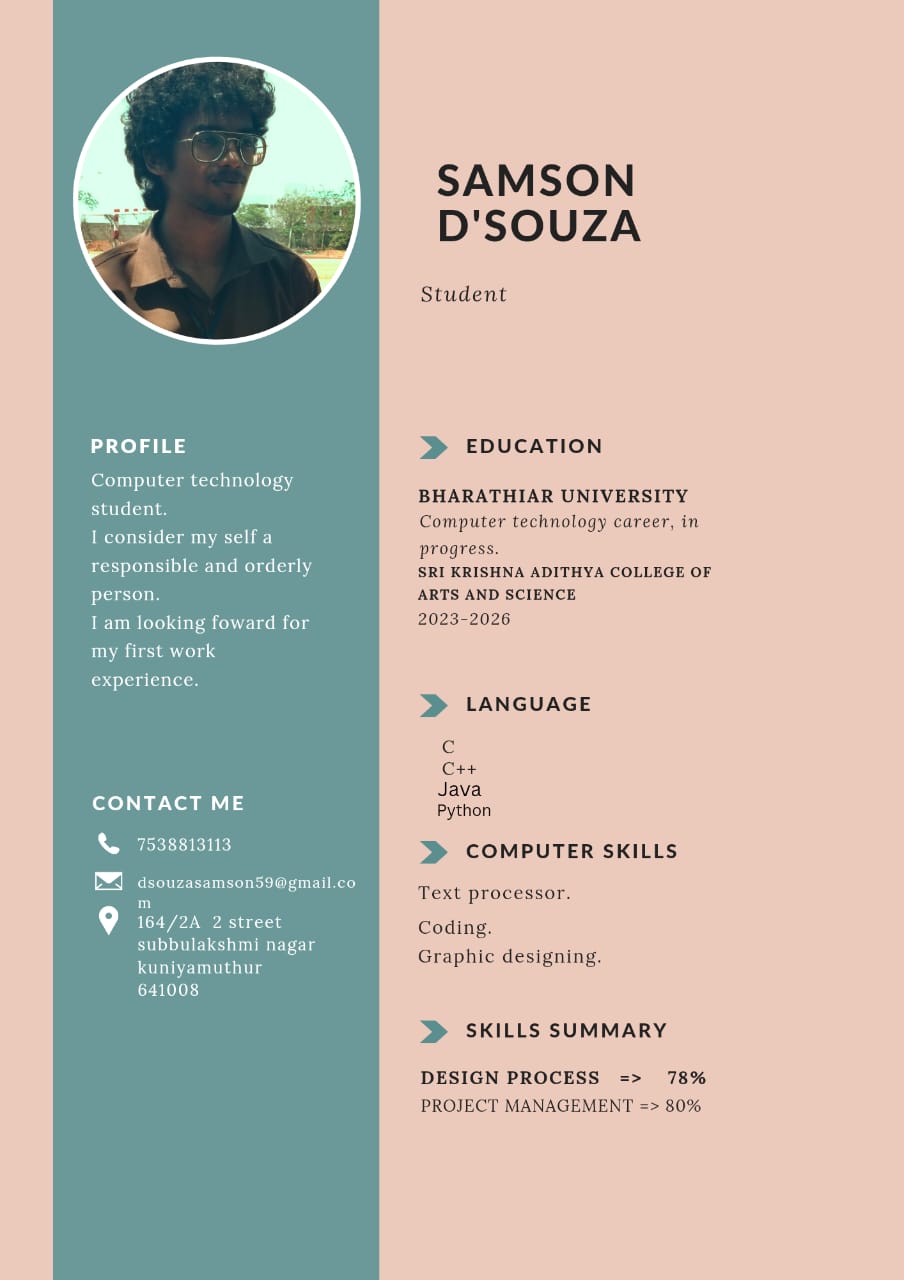 SAMSON
D'SOUZA
Student
PROFILE
Computer technology
student.
I consider my self a
responsible and orderly
person.
I am looking foward for
my first work
experience.
CONTACT ME
7538813113
dsouzasamson59@gmail.co
m
164/2A 2 street
subbulakshmi nagar
kuniyamuthur
641008
EDUCATION
BHARATHIAR UNIVERSITY
Computer technology career, in
progress.
SRI KRISHNA ADITHYA COLLEGE OF
ARTS AND SCIENCE
2023-2026
LANGUAGE
C
C++
Java
Python
COMPUTER SKILLS
Text processor.
Coding.
Graphic designing.
SKILLS SUMMARY
DESIGN PROCESS => 78%
PROJECT MANAGEMENT => 80%